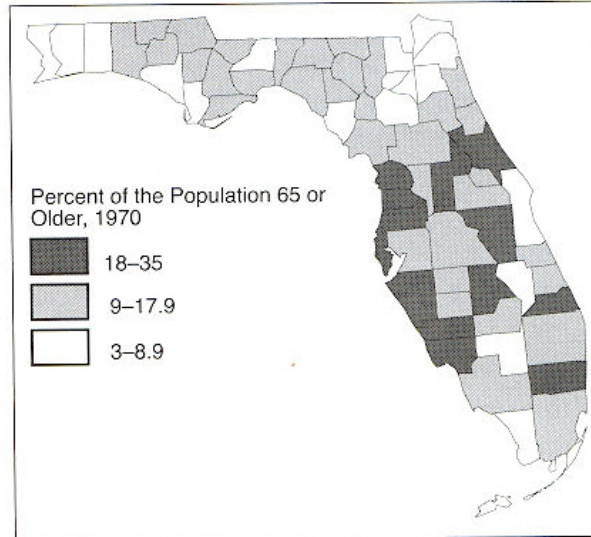 Percent of the Population 65 or
Older, 1970
18–35
9–17.9
3–8.9